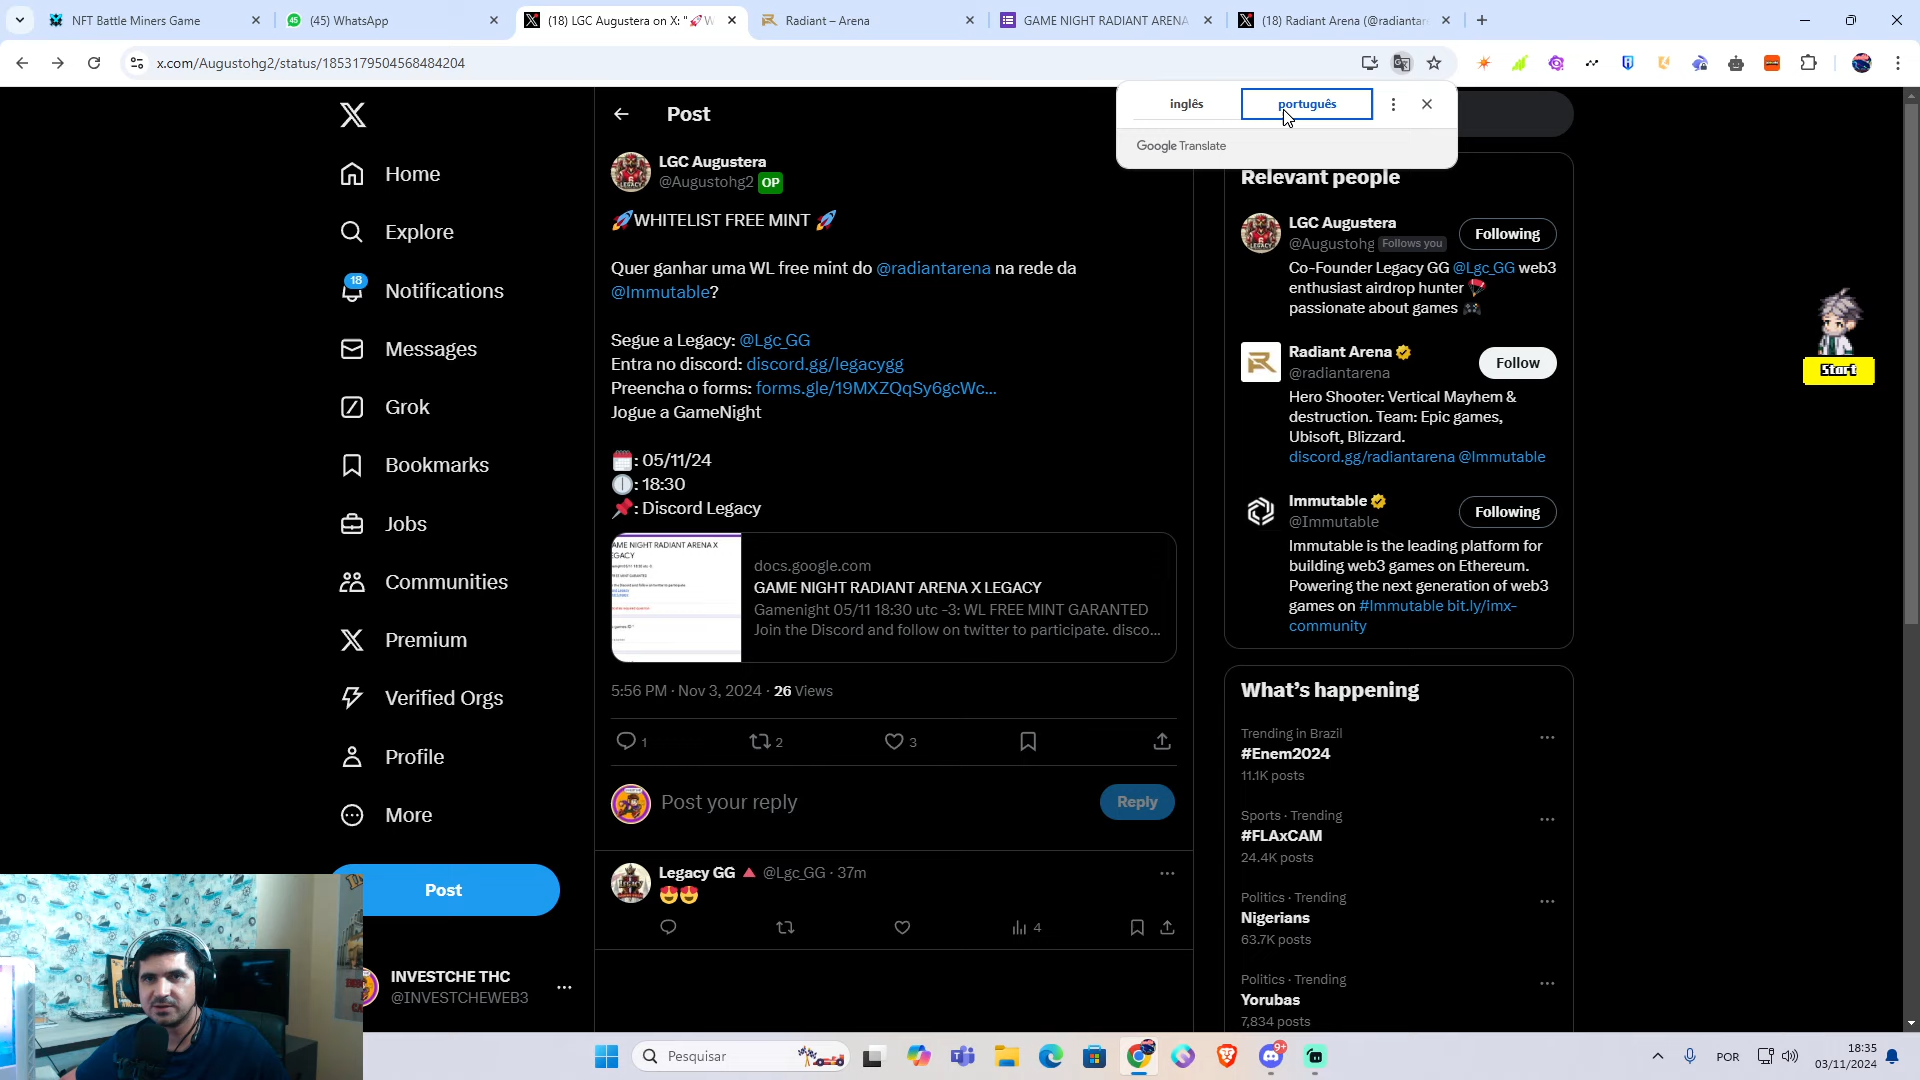 NFT Battle Miners Game
(45) WhatsApp
(18) LGC Augustera on X: "🚀W
Radiant – Arena
GAME NIGHT RADIANT ARENA
(18) Radiant Arena (@radiantar
x.com/Augustohg2/status/1853179504568484204
inglês
português
Google Translate
Home
Explore
18
Notifications
Messages
Grok
Bookmarks
Jobs
Communities
Premium
Verified Orgs
Profile
More
Post
INVESTCHE THC
@INVESTCHEWEB3
Post
LGC Augustera
@Augustohg2 OP
🚀WHITELIST FREE MINT 🚀
Quer ganhar uma WL free mint do @radiantarena na rede da
@Immutable?
Segue a Legacy: @Lgc_GG
Entra no discord: discord.gg/legacygg
Preencha o forms: forms.gle/19MXZQqSy6gcWc...
Jogue a GameNight
🗓️: 05/11/24
🕕: 18:30
📌: Discord Legacy
AME NIGHT RADIANT ARENA X
EGACY
docs.google.com
GAME NIGHT RADIANT ARENA X LEGACY
Gamenight 05/11 18:30 utc -3: WL FREE MINT GARANTED
Join the Discord and follow on twitter to participate. disco...
5:56 PM · Nov 3, 2024 · 26 Views
1
2
3
Post your reply
Reply
Legacy GG 🔺 @Lgc_GG · 37m
😍😍
4
Relevant people
LGC Augustera
@Augustohg Follows you
Following
Co-Founder Legacy GG @Lgc_GG web3
enthusiast airdrop hunter 🪂
passionate about games 🎮
Radiant Arena
@radiantarena
Follow
Hero Shooter: Vertical Mayhem &
destruction. Team: Epic games,
Ubisoft, Blizzard.
discord.gg/radiantarena @Immutable
Immutable
@Immutable
Following
Immutable is the leading platform for
building web3 games on Ethereum.
Powering the next generation of web3
games on #Immutable bit.ly/imx-
community
What's happening
Trending in Brazil
#Enem2024
11.1K posts
Sports · Trending
#FLAxCAM
24.4K posts
Politics · Trending
Nigerians
63.7K posts
Politics · Trending
Yorubas
7,834 posts
Start
Pesquisar
9+
POR
18:35
03/11/2024